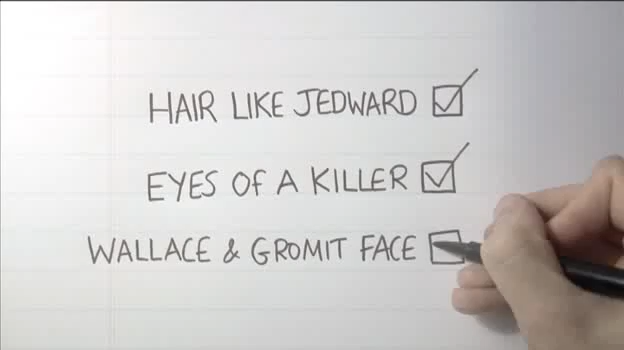 HAIR LIKE JEDWARD
EYES OF A KILLER
WALLACE & GROMIT FACE